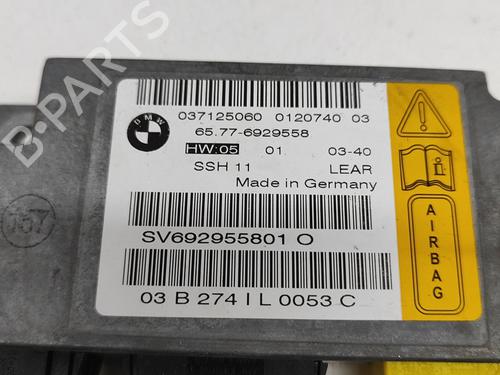 B-PARTS
BMW
037125060 0120740 03
65.77-6929558
HW:05 01. 03-40
SSH 11 LEAR
Made in Germany
SV692955801 O
03 B 274 I L 0053 C
AIRBAG
157